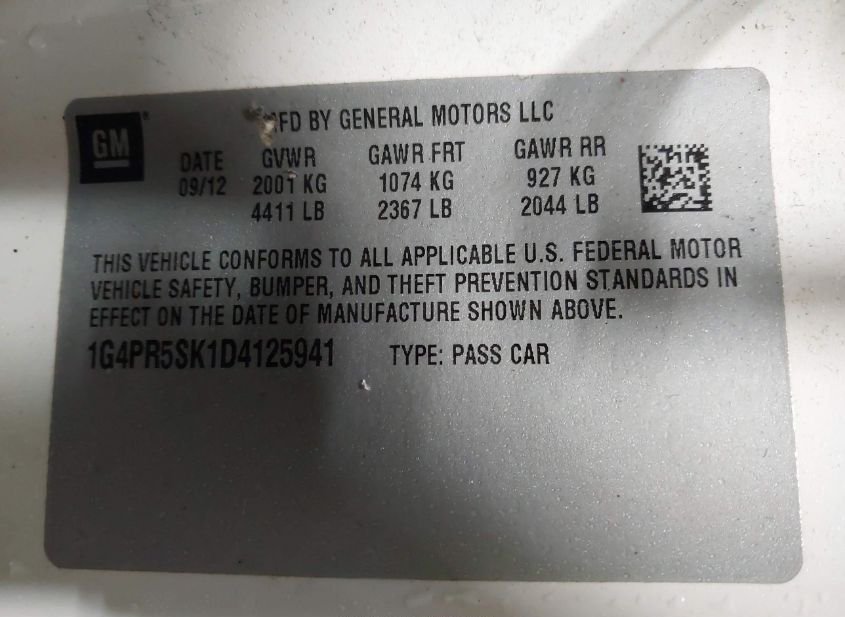 GM
MFD BY GENERAL MOTORS LLC
DATE GVWR GAWR FRT GAWR RR
09/12 2001 KG 1074 KG 927 KG
4411 LB 2367 LB 2044 LB
THIS VEHICLE CONFORMS TO ALL APPLICABLE U.S. FEDERAL MOTOR
VEHICLE SAFETY, BUMPER, AND THEFT PREVENTION STANDARDS IN
EFFECT ON THE DATE OF MANUFACTURE SHOWN ABOVE.
1G4PR5SK1D4125941 TYPE: PASS CAR